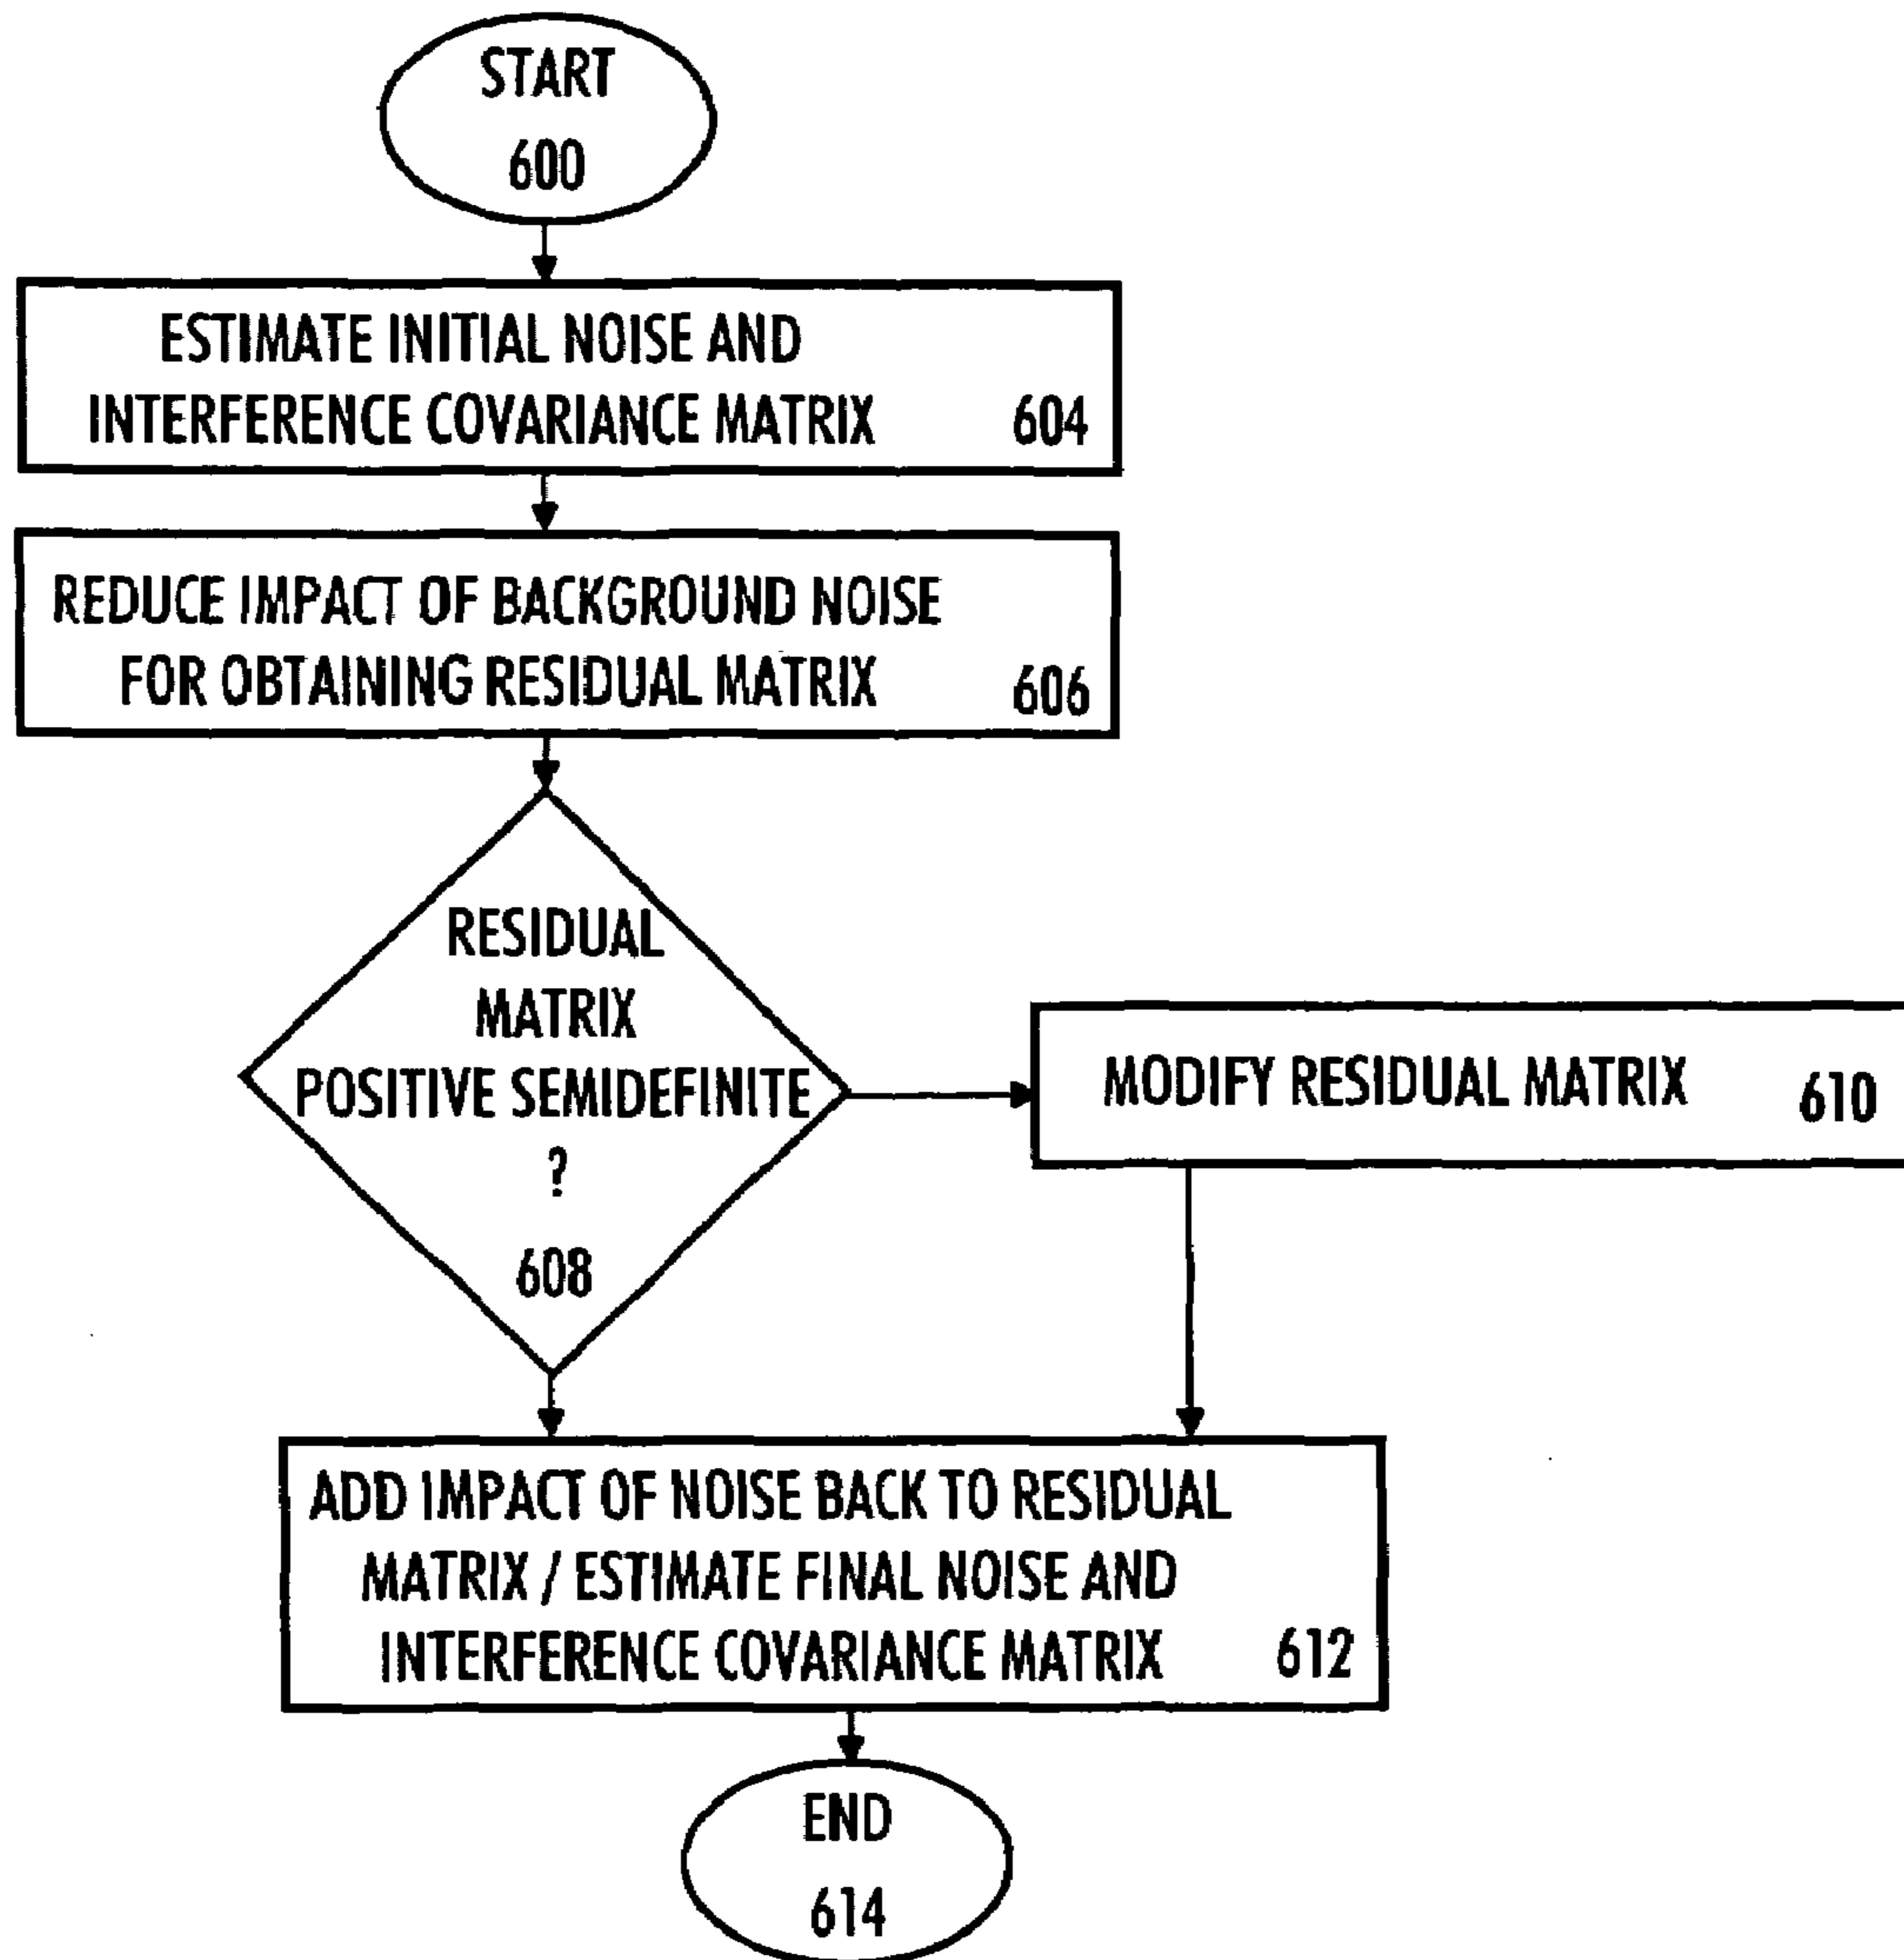 START
600
ESTIMATE INITIAL NOISE AND
INTERFERENCE COVARIANCE MATRIX 604
REDUCE IMPACT OF BACKGROUND NOISE
FOR OBTAINING RESIDUAL MATRIX 606
RESIDUAL
MATRIX
POSITIVE SEMIDEFINITE
?
608
MODIFY RESIDUAL MATRIX 610
ADD IMPACT OF NOISE BACK TO RESIDUAL
MATRIX / ESTIMATE FINAL NOISE AND
INTERFERENCE COVARIANCE MATRIX 612
END
614